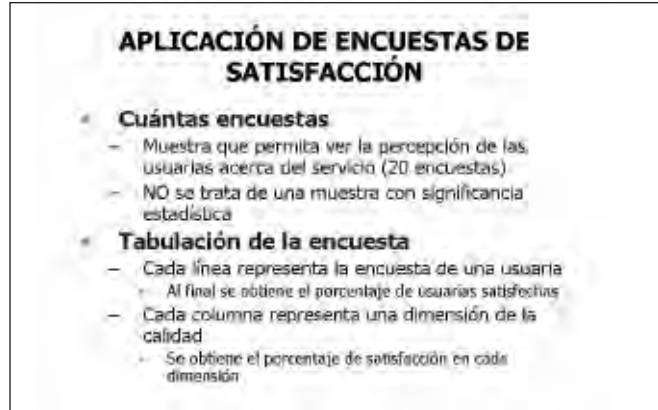 APLICACIÓN DE ENCUESTAS DE
SATISFACCIÓN
• Cuántas encuestas
– Muestra que permita ver la percepción de las
usuarias acerca del servicio (20 encuestas)
– NO se trata de una muestra con significancia
estadística
• Tabulación de la encuesta
– Cada línea representa la encuesta de una usuaria
· Al final se obtiene el porcentaje de usuarias satisfechas
– Cada columna representa una dimensión de la
calidad
· Se obtiene el porcentaje de satisfacción en cada
dimensión